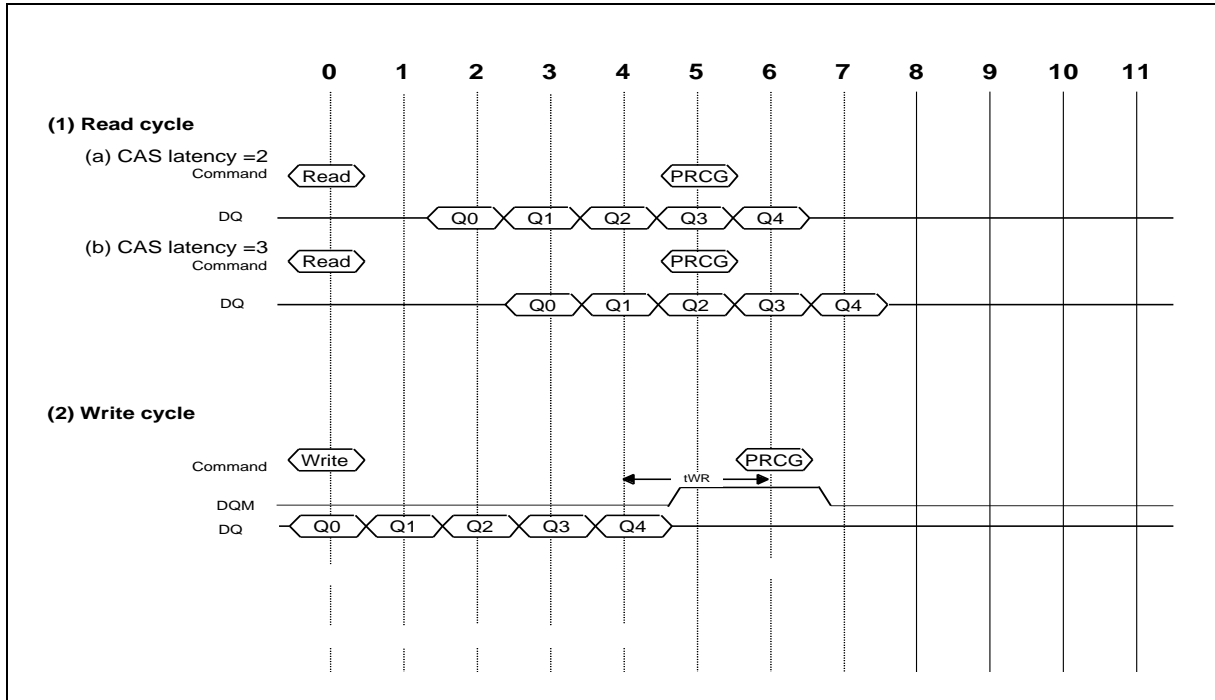 0 1 2 3 4 5 6 7 8 9 10 11
(1) Read cycle
(a) CAS latency =2
Command Read PRCG
DQ Q0 Q1 Q2 Q3 Q4
(b) CAS latency =3
Command Read PRCG
DQ Q0 Q1 Q2 Q3 Q4
(2) Write cycle
Command Write PRCG
tWR
DQM
DQ Q0 Q1 Q2 Q3 Q4